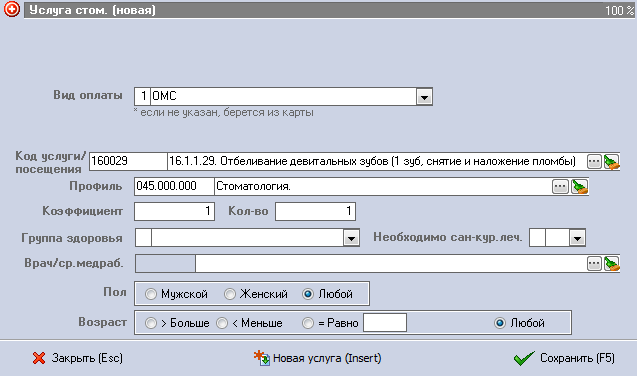 Услуга стом. (новая) 100 %
Вид оплаты 1 ОМС
* если не указан, берется из карты
Код услуги/
посещения 160029 16.1.1.29. Отбеливание девитальных зубов (1 зуб, снятие и наложение пломбы)
Профиль 045.000.000 Стоматология.
Коэффициент 1 Кол-во 1
Группа здоровья Необходимо сан-кур.леч.
Врач/ср.медраб.
Пол Мужской Женский Любой
Возраст > Больше < Меньше = Равно Любой
Закрыть (Esc) Новая услуга (Insert) Сохранить (F5)